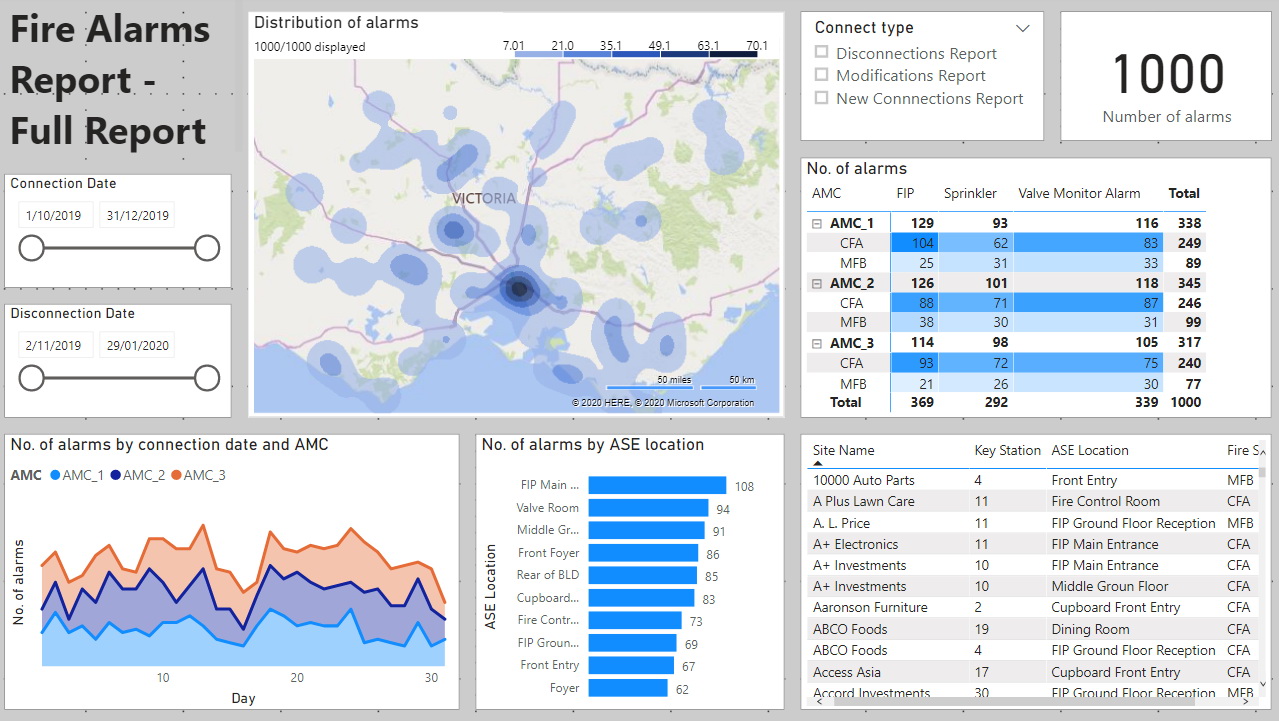 Fire Alarms
Report -
Full Report
Connection Date
1/10/2019 31/12/2019
Disconnection Date
2/11/2019 29/01/2020
Distribution of alarms
1000/1000 displayed
7.01 21.0 35.1 49.1 63.1 70.1
VICTORIA
50 miles 50 km
© 2020 HERE, © 2020 Microsoft Corporation
Connect type
Disconnections Report
Modifications Report
New Connnections Report
1000
Number of alarms
No. of alarms
AMC FIP Sprinkler Valve Monitor Alarm Total
AMC_1 129 93 116 338
CFA 104 62 83 249
MFB 25 31 33 89
AMC_2 126 101 118 345
CFA 88 71 87 246
MFB 38 30 31 99
AMC_3 114 98 105 317
CFA 93 72 75 240
MFB 21 26 30 77
Total 369 292 339 1000
No. of alarms by connection date and AMC
AMC AMC_1 AMC_2 AMC_3
No. of alarms
10 20 30
Day
No. of alarms by ASE location
ASE Location
FIP Main ... 108
Valve Room 94
Middle Gr... 91
Front Foyer 86
Rear of BLD 85
Cupboard... 83
Fire Contr... 73
FIP Groun... 69
Front Entry 67
Foyer 62
Site Name Key Station ASE Location Fire S
10000 Auto Parts 4 Front Entry MFB
A Plus Lawn Care 11 Fire Control Room CFA
A. L. Price 11 FIP Ground Floor Reception MFB
A+ Electronics 11 FIP Main Entrance CFA
A+ Investments 10 FIP Main Entrance CFA
A+ Investments 10 Middle Groun Floor CFA
Aaronson Furniture 2 Cupboard Front Entry CFA
ABCO Foods 19 Dining Room CFA
ABCO Foods 4 FIP Ground Floor Reception CFA
Access Asia 17 Cupboard Front Entry CFA
Accord Investments 30 FIP Ground Floor Reception MFB